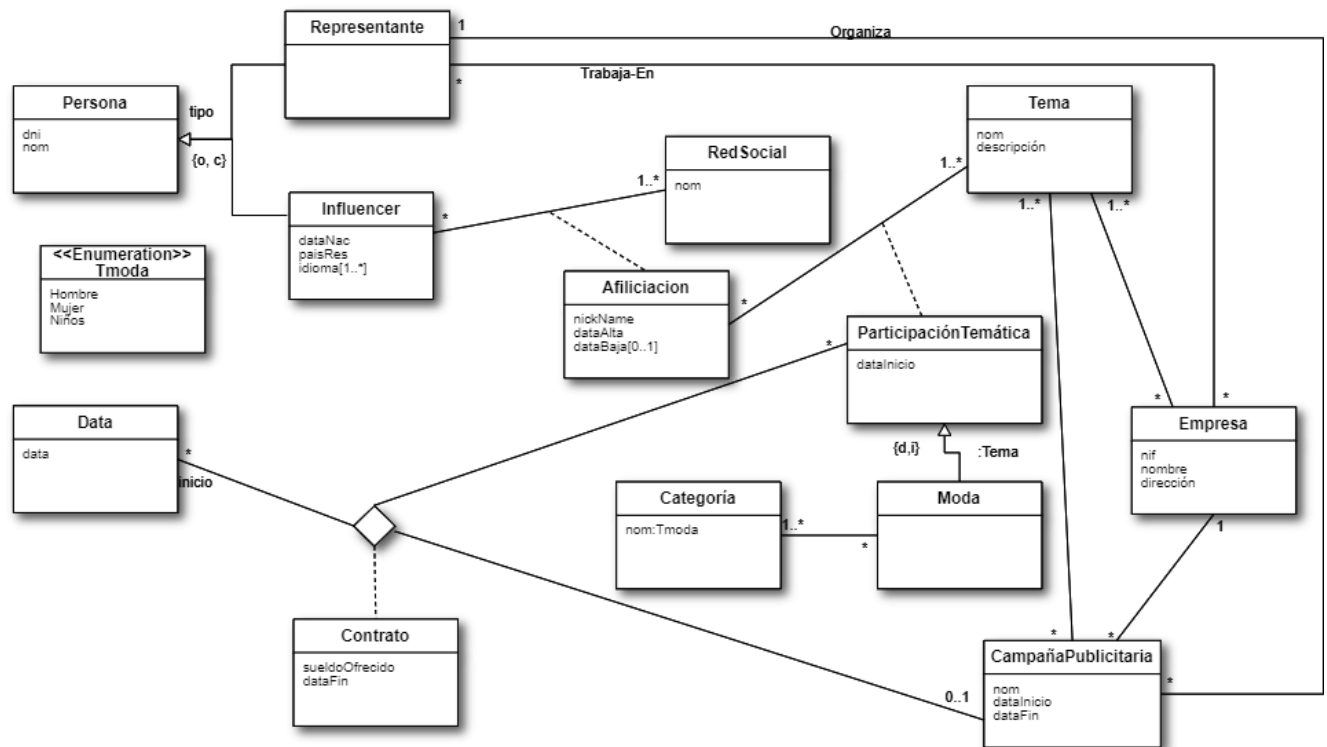 Representante
1
Organiza
Trabaja-En
*
Persona
dni
nom
tipo
{o, c}
Tema
nom
descripción
RedSocial
nom
1..*
1..*
Influencer
dataNac
paisRes
idioma[1..*]
*
1..*
1..*
<<Enumeration>>
Tmoda
Hombre
Mujer
Niños
Afiliciacion
nickName
dataAlta
dataBaja[0..1]
*
ParticipaciónTemática
dataInicio
*
Data
data
*
inicio
*
*
Empresa
nif
nombre
dirección
1
{d,i}
:Tema
Categoría
nom:Tmoda
1..*
*
Moda
Contrato
sueldoOfrecido
dataFin
*
*
CampañaPublicitaria
nom
dataInicio
dataFin
0..1
*